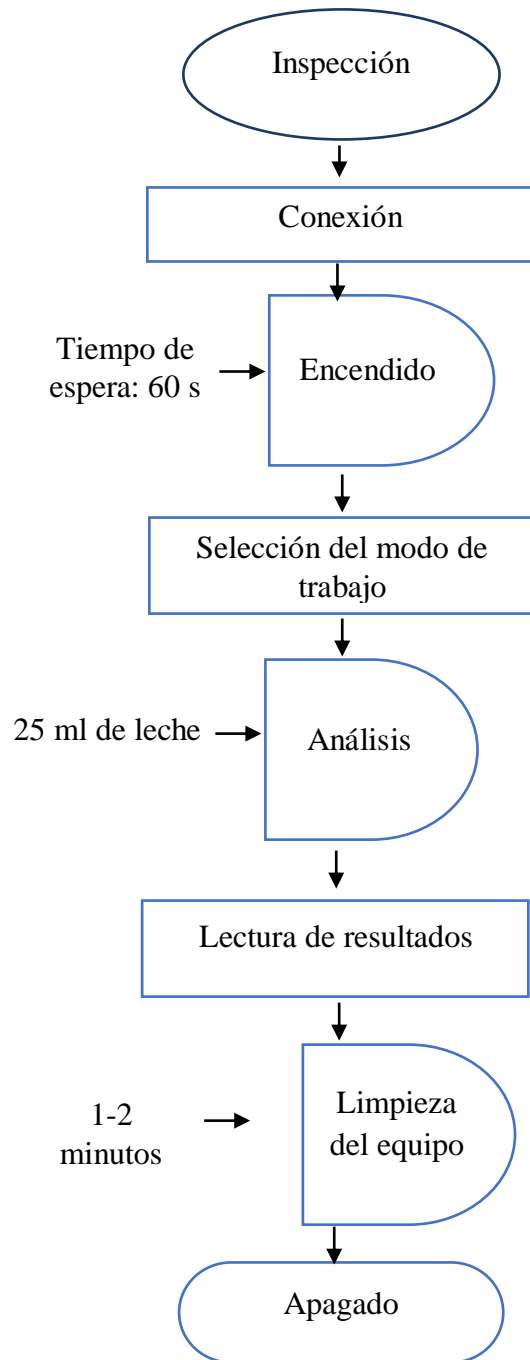 Inspección
Conexión
Tiempo de
espera: 60 s
Encendido
Selección del modo de
trabajo
25 ml de leche
Análisis
Lectura de resultados
1-2
minutos
Limpieza
del equipo
Apagado